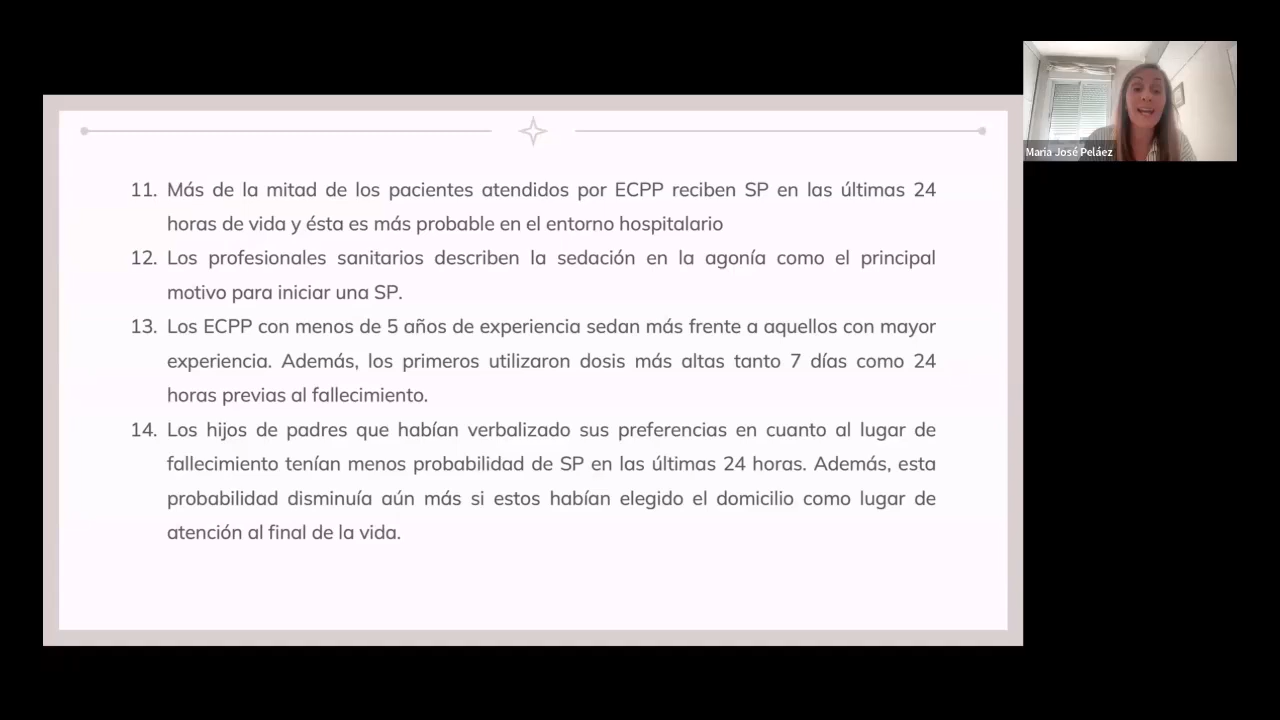 11. Más de la mitad de los pacientes atendidos por ECPP reciben SP en las últimas 24
horas de vida y ésta es más probable en el entorno hospitalario
12. Los profesionales sanitarios describen la sedación en la agonía como el principal
motivo para iniciar una SP.
13. Los ECPP con menos de 5 años de experiencia sedan más frente a aquellos con mayor
experiencia. Además, los primeros utilizaron dosis más altas tanto 7 días como 24
horas previas al fallecimiento.
14. Los hijos de padres que habían verbalizado sus preferencias en cuanto al lugar de
fallecimiento tenían menos probabilidad de SP en las últimas 24 horas. Además, esta
probabilidad disminuía aún más si estos habían elegido el domicilio como lugar de
atención al final de la vida.
María José Peláez